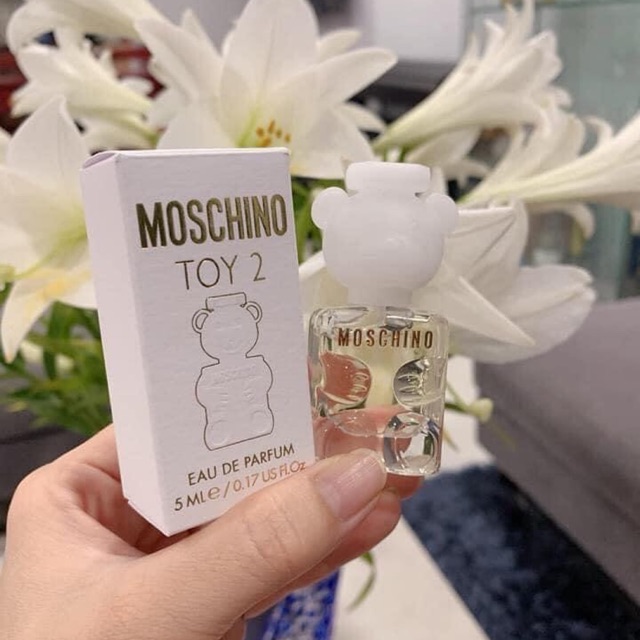 MOSCHINO
TOY 2
EAU DE PARFUM
5 ML e / 0.17 US Fl.Oz
MOSCHINO